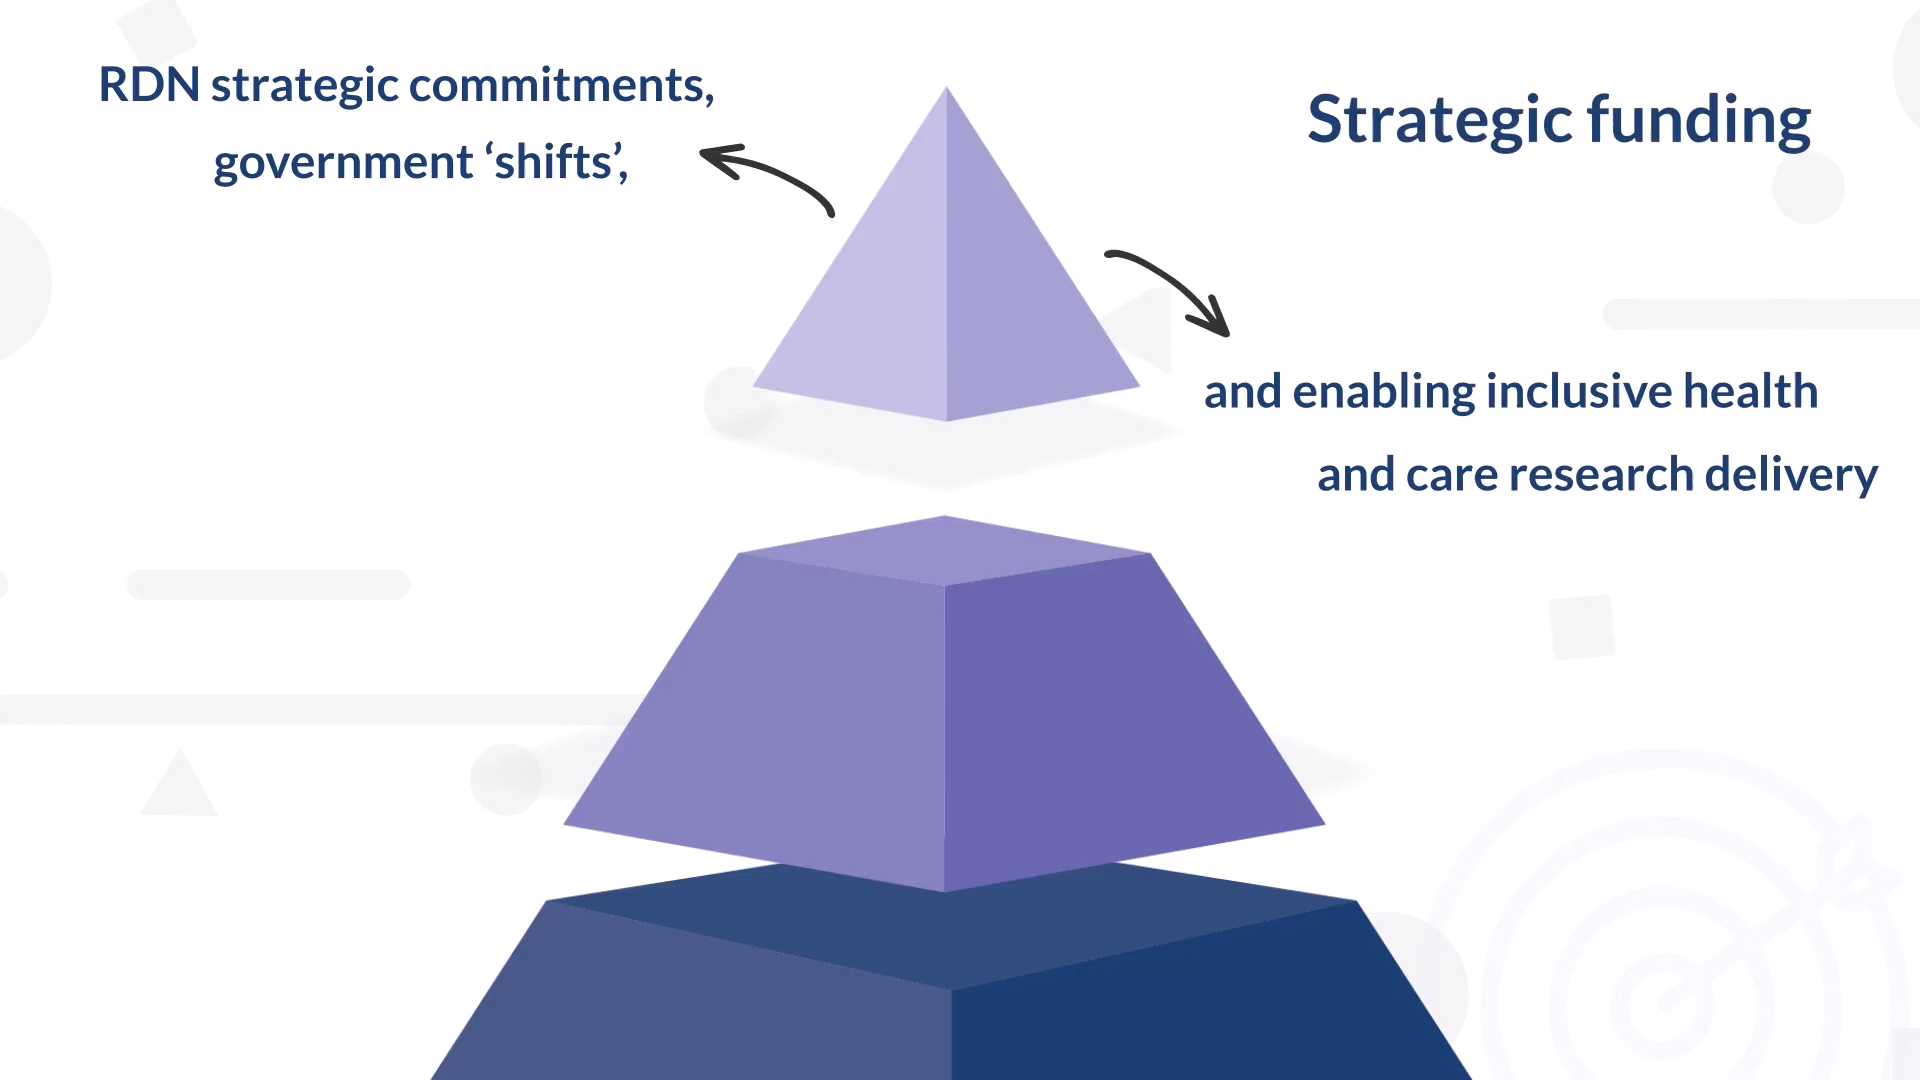 Strategic funding
RDN strategic commitments,
government ‘shifts’,
and enabling inclusive health
and care research delivery